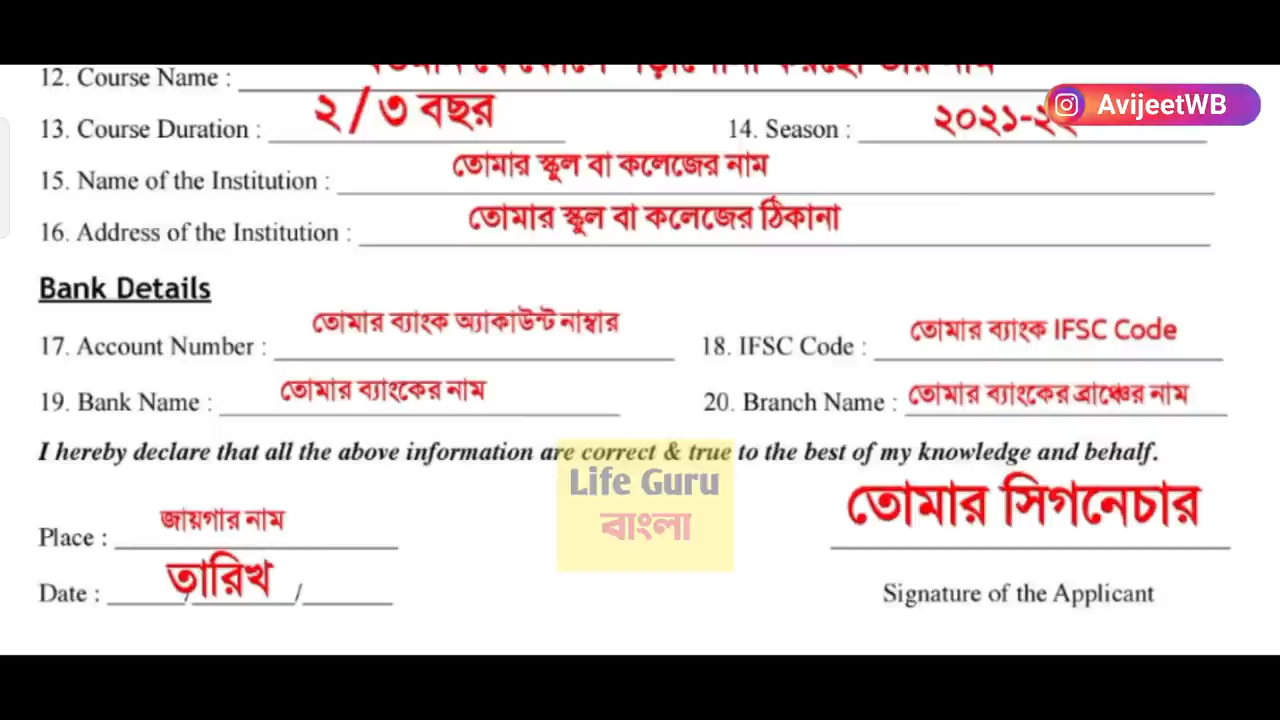 12. Course Name :
AvijeetWB
13. Course Duration : ২ / ৩ বছর 14. Season : ২০২১-২২
15. Name of the Institution : তোমার স্কুল বা কলেজের নাম
16. Address of the Institution : তোমার স্কুল বা কলেজের ঠিকানা
Bank Details
17. Account Number : তোমার ব্যাংক অ্যাকাউন্ট নাম্বার 18. IFSC Code : তোমার ব্যাংক IFSC Code
19. Bank Name : তোমার ব্যাংকের নাম 20. Branch Name : তোমার ব্যাংকের ব্রাঞ্চের নাম
I hereby declare that all the above information are correct & true to the best of my knowledge and behalf.
Life Guru
বাংলা
Place : জায়গার নাম তোমার সিগনেচার
Date : তারিখ / / Signature of the Applicant